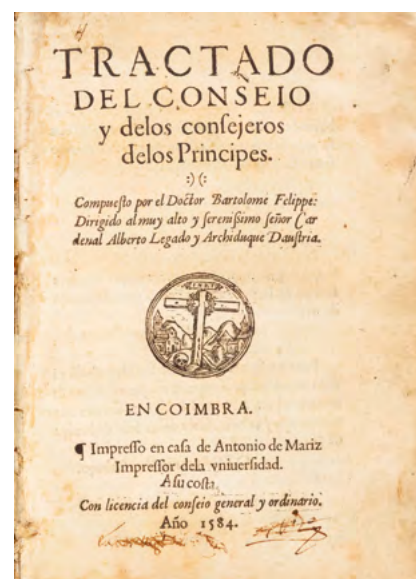 TRACTADO
DEL CONSEIO
y delos conſejeros
delos Principes.
:)(:
Compueſto por el Doctor Bartolome Felippe:
Dirigido al muy alto y ſereniſſimo ſeñor Car
denal Alberto Legado y Archiduque Dauſtria.
EN COIMBRA.
¶ Impreſſo en caſa de Antonio de Mariz
Impreſſor dela vniuerſidad.
A ſu coſta.
Con licencia del conſeio general y ordinario.
Año 1584.